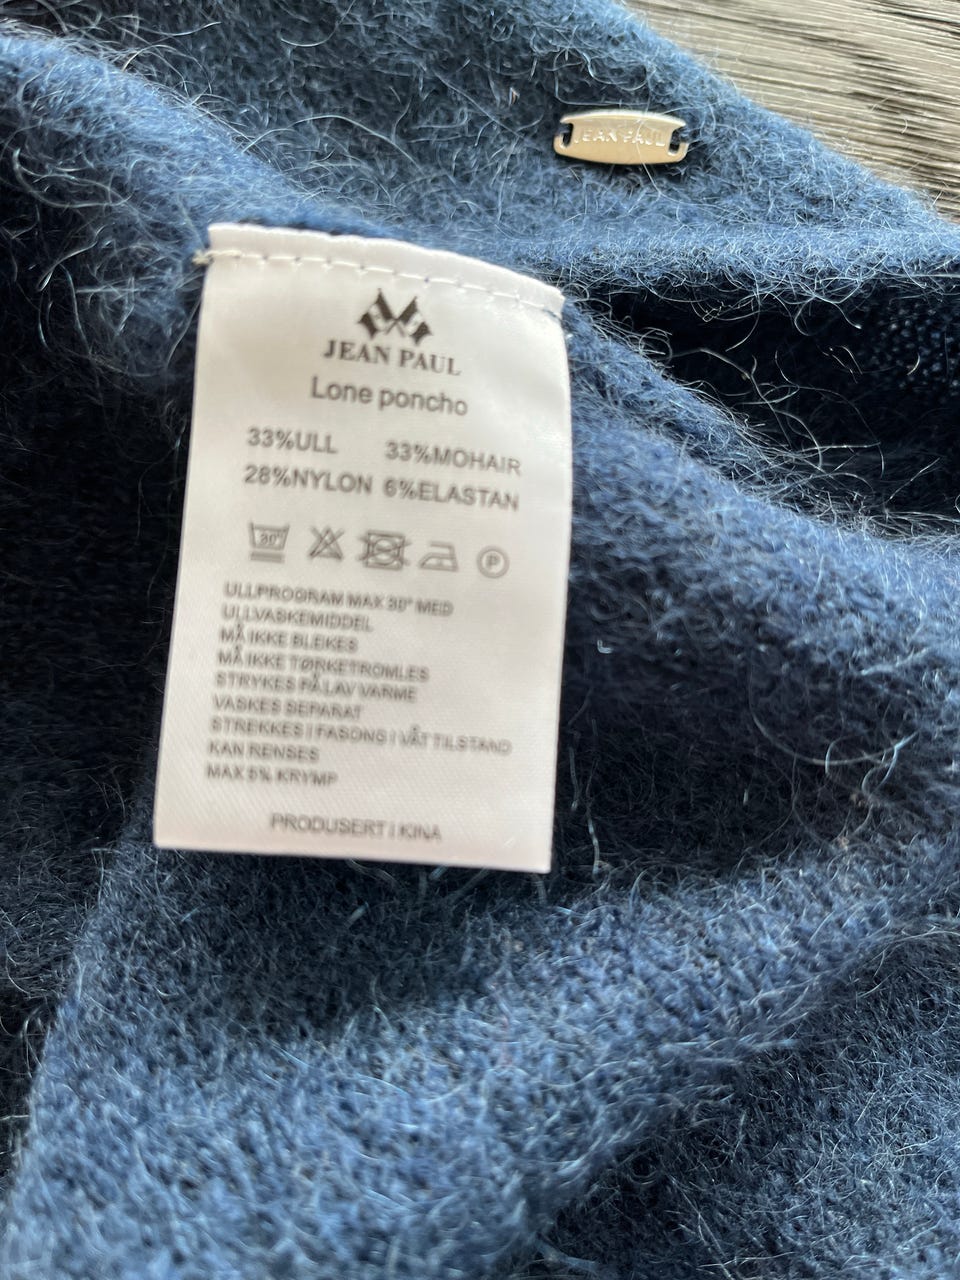 JEAN PAUL
JEAN PAUL
Lone poncho
33%ULL 33%MOHAIR
28%NYLON 6%ELASTAN
30° P
ULLPROGRAM MAX 30° MED
ULLVASKEMIDDEL
MÅ IKKE BLEKES
MÅ IKKE TØRKETROMLES
STRYKES PÅ LAV VARME
VASKES SEPARAT
STREKKES I FASONG I VÅT TILSTAND
KAN RENSES
MAX 5% KRYMP
PRODUSERT I KINA